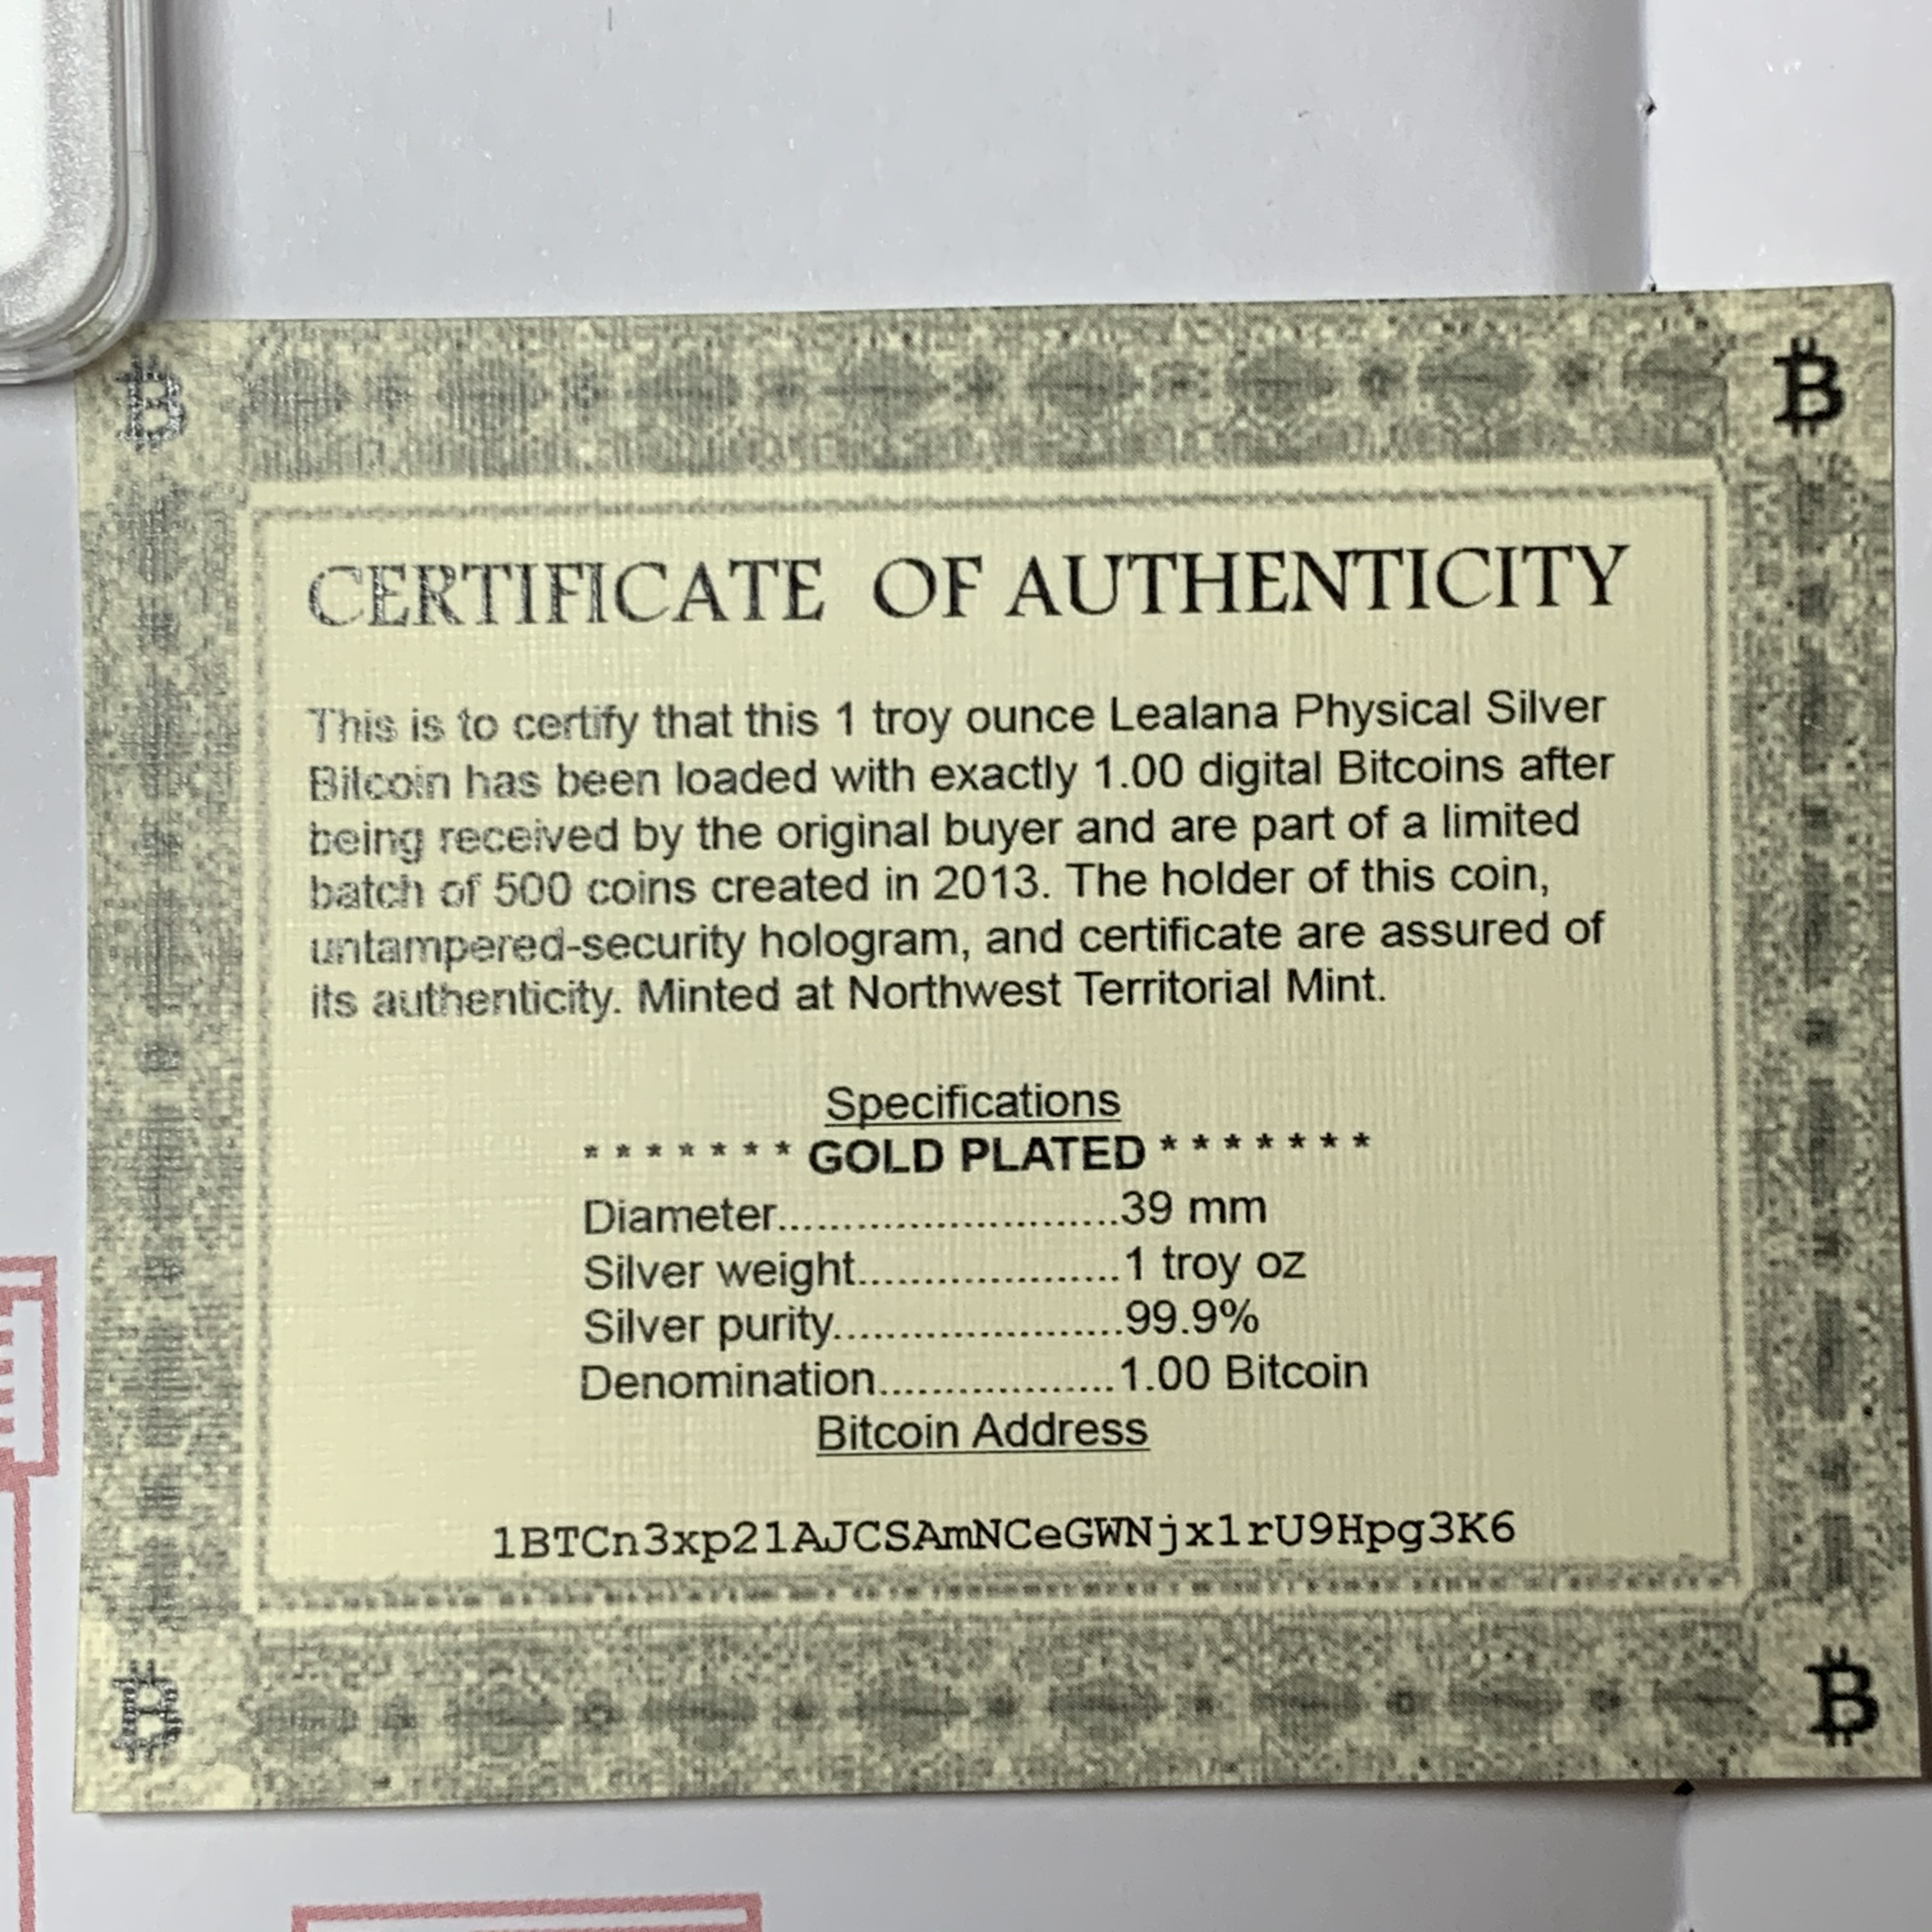 CERTIFICATE OF AUTHENTICITY
This is to certify that this 1 troy ounce Lealana Physical Silver
Bitcoin has been loaded with exactly 1.00 digital Bitcoins after
being received by the original buyer and are part of a limited
batch of 500 coins created in 2013. The holder of this coin,
untampered-security hologram, and certificate are assured of
its authenticity. Minted at Northwest Territorial Mint.
Specifications
* * * * * * * GOLD PLATED * * * * * * *
Diameter..........................39 mm
Silver weight....................1 troy oz
Silver purity......................99.9%
Denomination..................1.00 Bitcoin
Bitcoin Address
1BTCn3xp21AJCSAmNCeGWNjx1rU9Hpg3K6